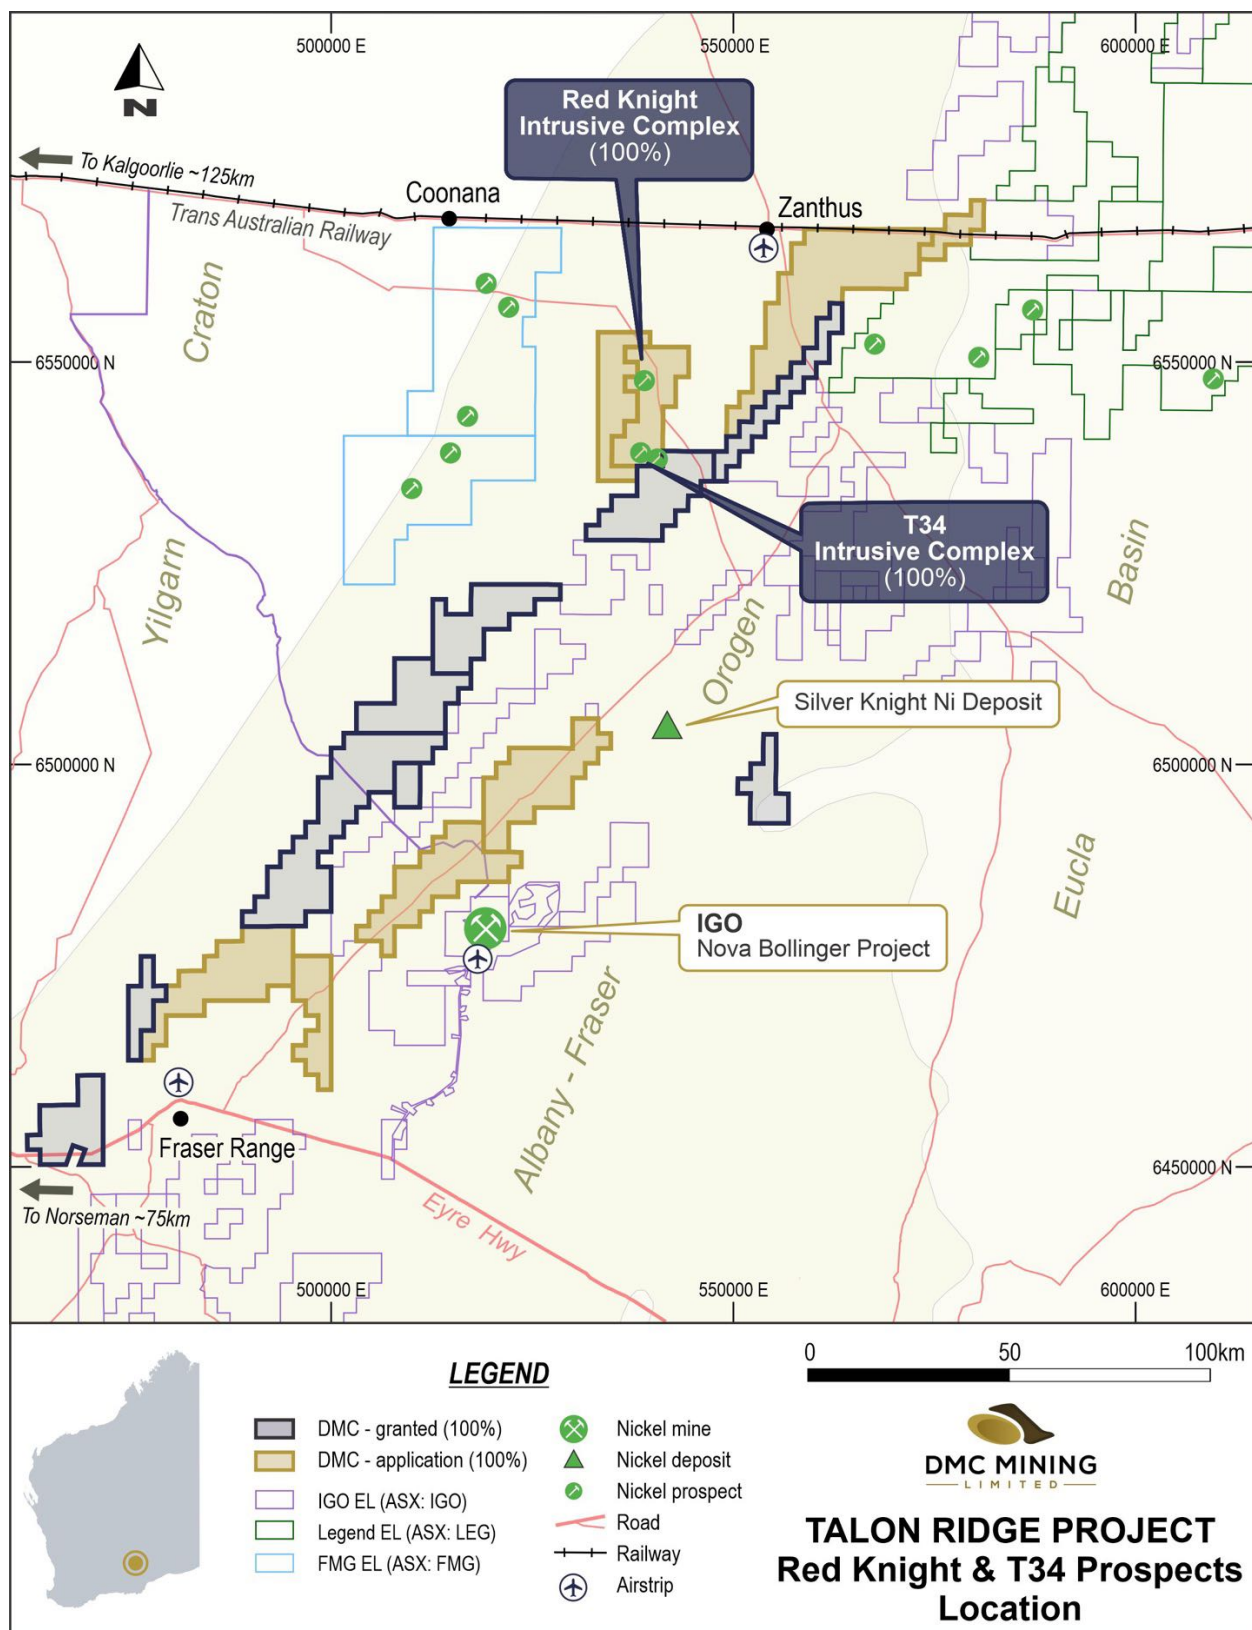 500000 E
550000 E
600000 E
N
Red Knight
Intrusive Complex
(100%)
To Kalgoorlie ~125km
Coonana
Zanthus
Trans Australian Railway
Craton
6550000 N
6550000 N
T34
Intrusive Complex
(100%)
Yilgarn
Basin
Orogen
Silver Knight Ni Deposit
6500000 N
6500000 N
Eucla
IGO
Nova Bollinger Project
Albany - Fraser
Fraser Range
6450000 N
To Norseman ~75km
Eyre Hwy
500000 E
550000 E
600000 E
LEGEND
DMC - granted (100%)
DMC - application (100%)
IGO EL (ASX: IGO)
Legend EL (ASX: LEG)
FMG EL (ASX: FMG)
Nickel mine
Nickel deposit
Nickel prospect
Road
Railway
Airstrip
0 50 100km
DMC MINING
LIMITED
TALON RIDGE PROJECT
Red Knight & T34 Prospects
Location